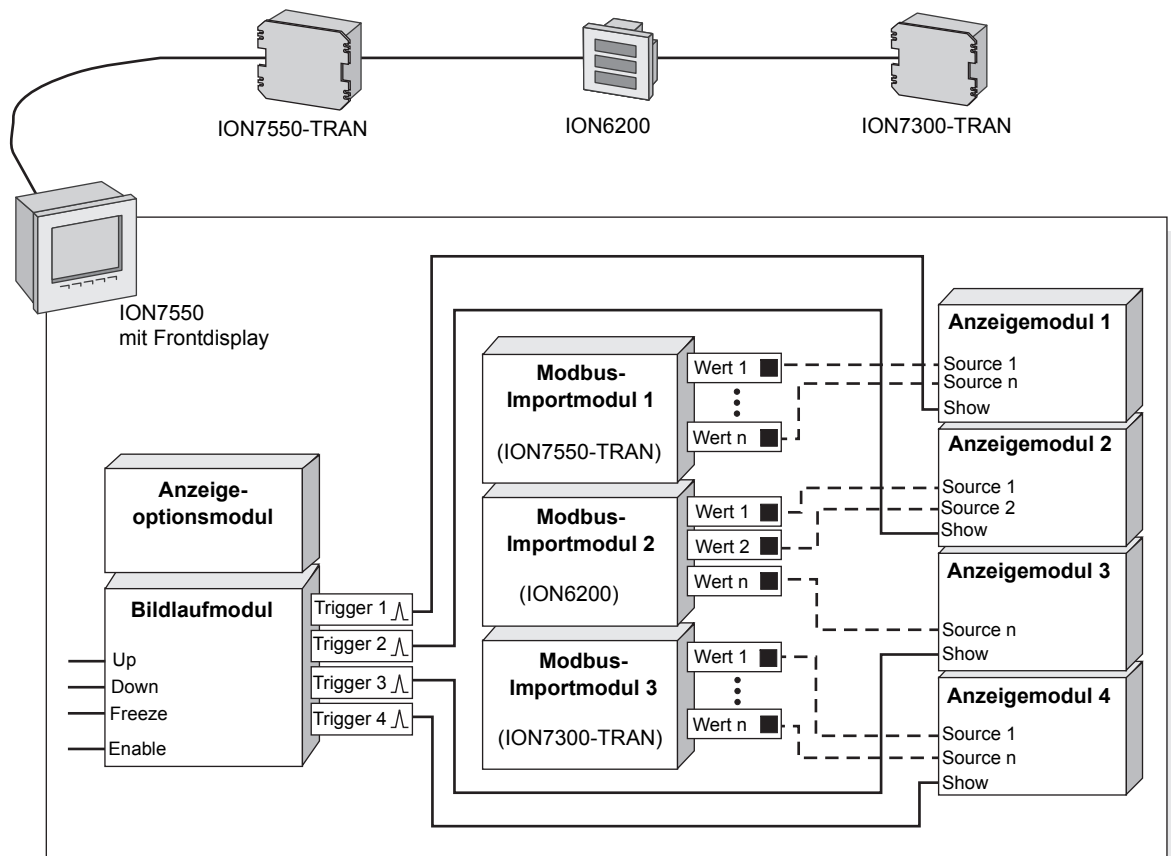 ION7550-TRAN
ION6200
ION7300-TRAN
ION7550
mit Frontdisplay
Anzeige-
optionsmodul
Bildlaufmodul
Up
Down
Freeze
Enable
Trigger 1
Trigger 2
Trigger 3
Trigger 4
Modbus-
Importmodul 1
(ION7550-TRAN)
Wert 1
Wert n
Modbus-
Importmodul 2
(ION6200)
Wert 1
Wert 2
Wert n
Modbus-
Importmodul 3
(ION7300-TRAN)
Wert 1
Wert n
Anzeigemodul 1
Source 1
Source n
Show
Anzeigemodul 2
Source 1
Source 2
Show
Anzeigemodul 3
Source n
Show
Anzeigemodul 4
Source 1
Source n
Show